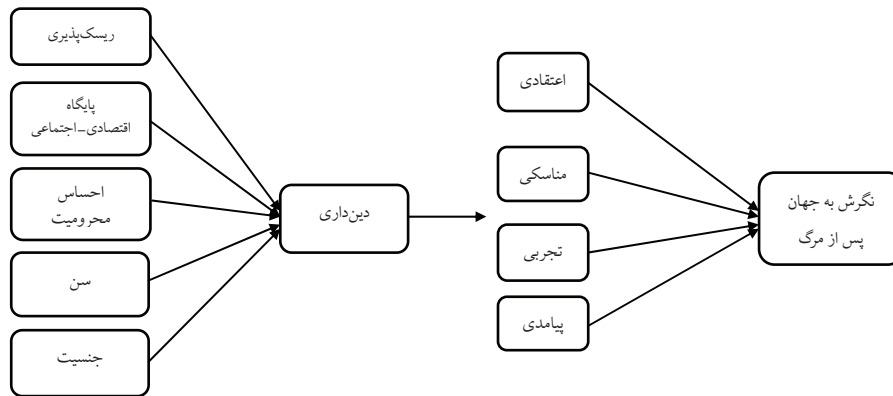 ریسک‌پذیری
پایگاه
اقتصادی-اجتماعی
احساس
محرومیت
سن
جنسیت
دین‌داری
اعتقادی
مناسکی
تجربی
پیامدی
نگرش به جهان
پس از مرگ